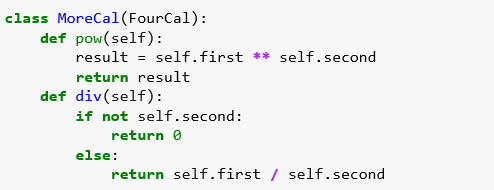 class MoreCal(FourCal):
    def pow(self):
        result = self.first ** self.second
        return result
    def div(self):
        if not self.second:
            return 0
        else:
            return self.first / self.second